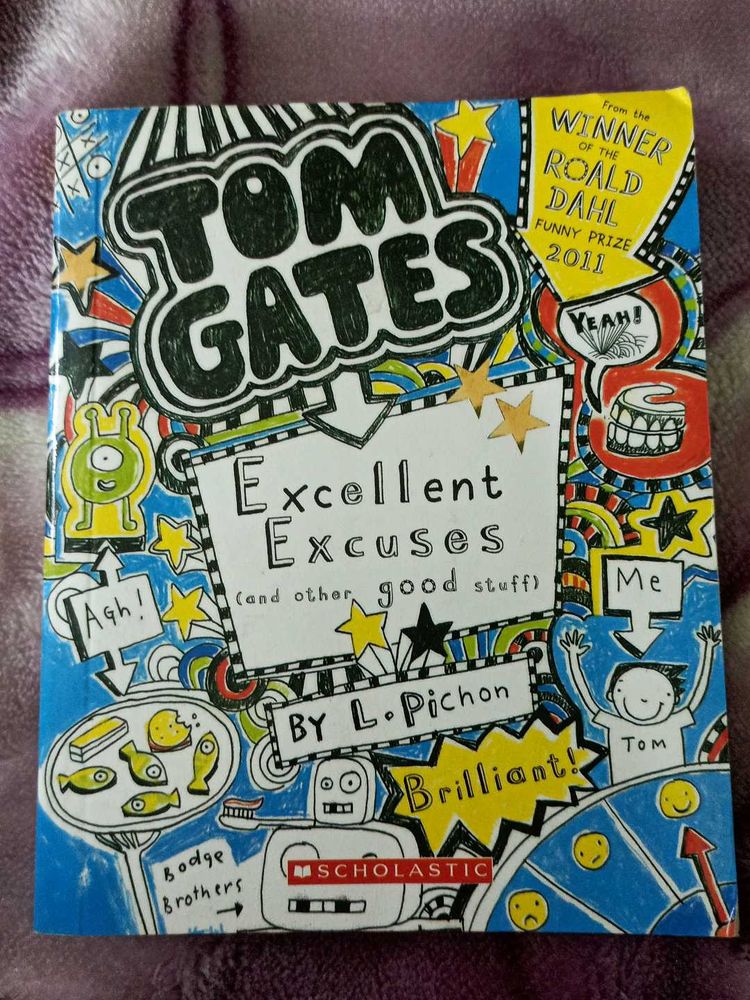 From the
WINNER
OF THE
ROALD
DAHL
FUNNY PRIZE
2011
TOM
GATES
YEAH!
Excellent
Excuses
(and other good stuff)
Agh!
Me
BY L. Pichon
TOM
Brilliant!
Bodge
Brothers
SCHOLASTIC